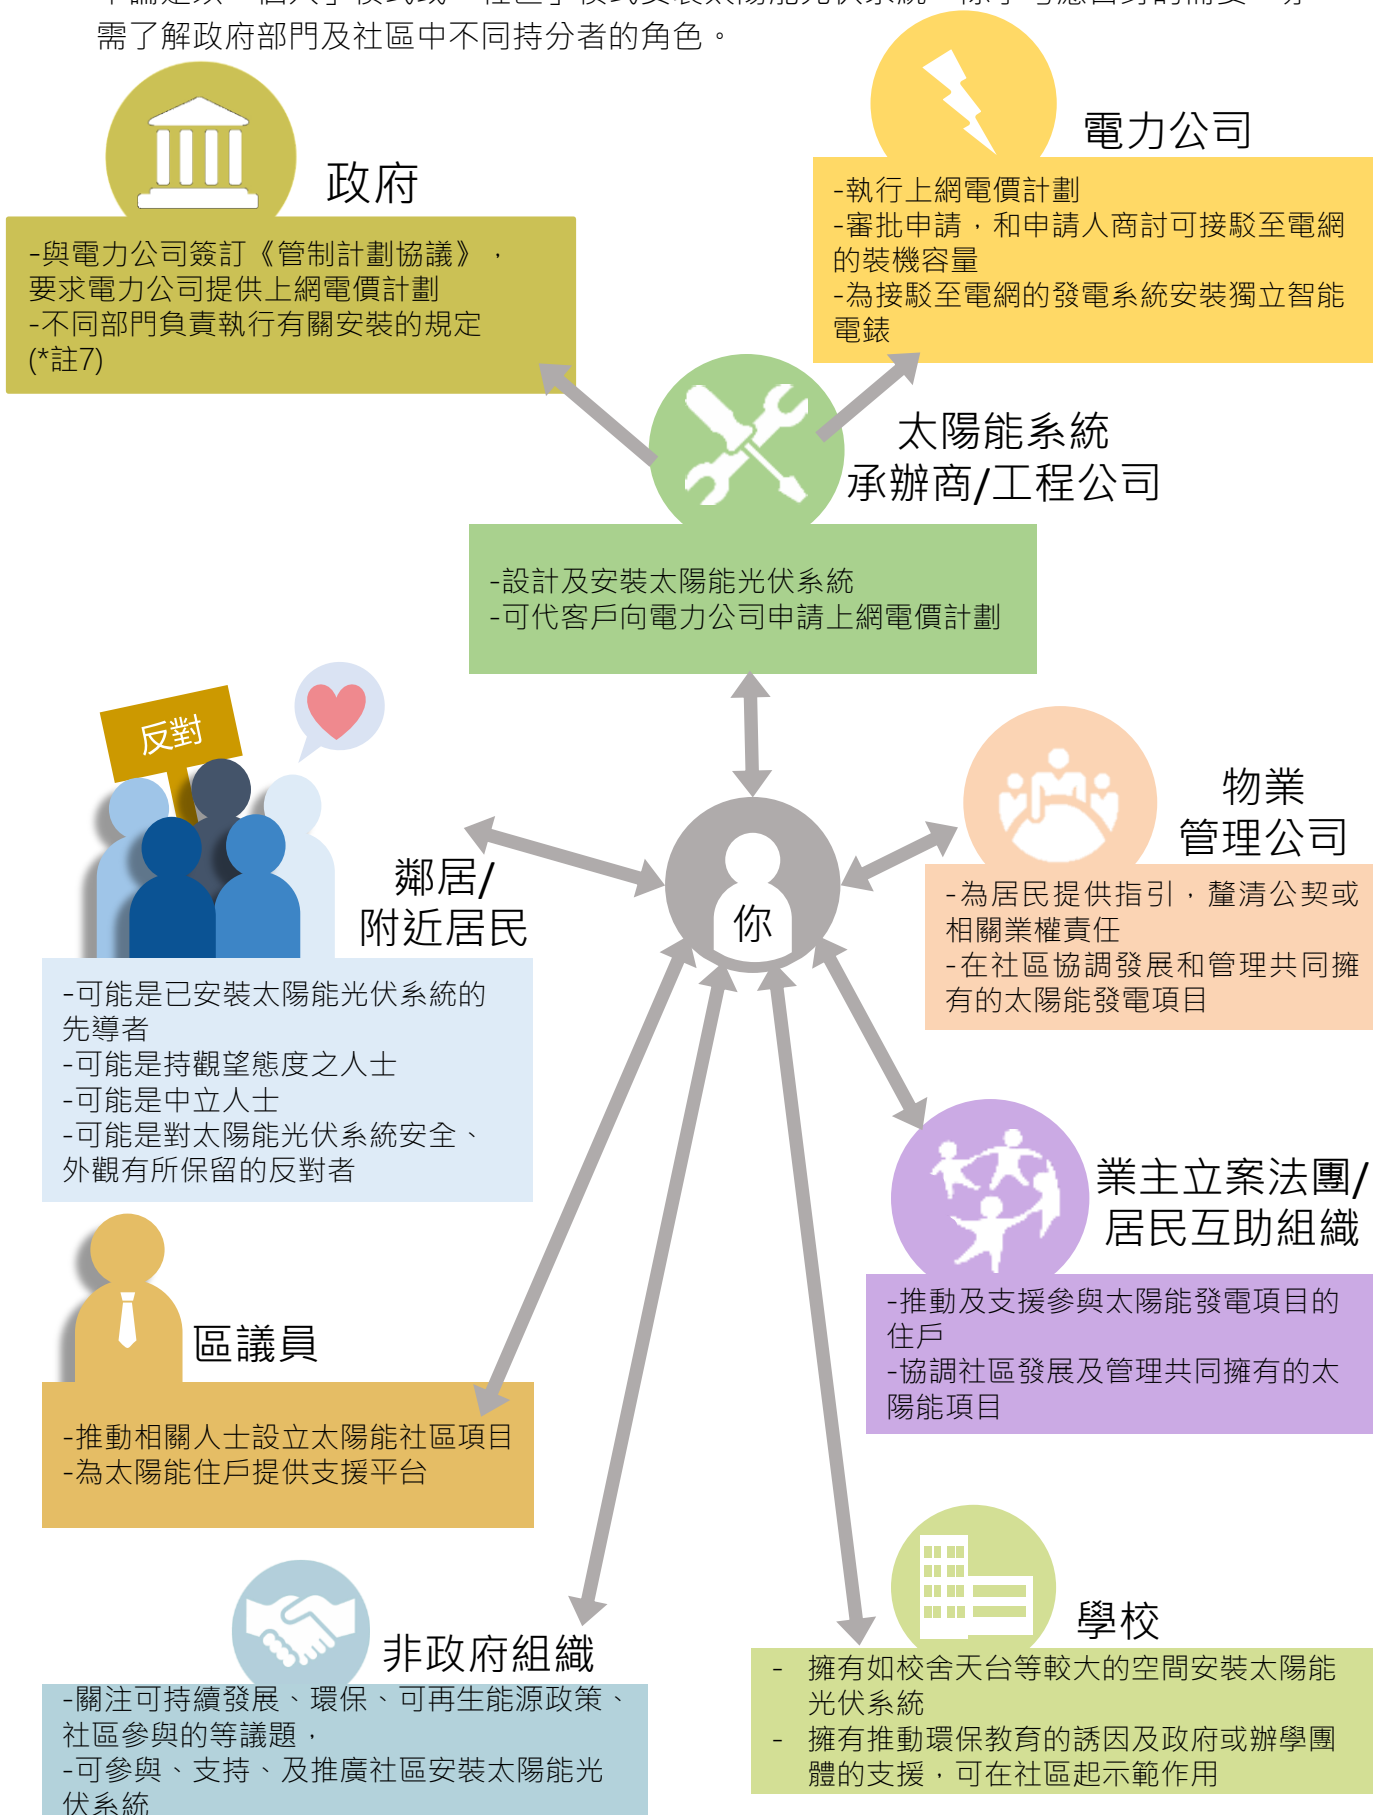 需了解政府部門及社區中不同持分者的角色。
政府
-與電力公司簽訂《管制計劃協議》，
要求電力公司提供上網電價計劃
-不同部門負責執行有關安裝的規定
(*註7)
電力公司
-執行上網電價計劃
-審批申請，和申請人商討可接駁至電網
的裝機容量
-為接駁至電網的發電系統安裝獨立智能
電錶
太陽能系統
承辦商/工程公司
-設計及安裝太陽能光伏系統
-可代客戶向電力公司申請上網電價計劃
反對
鄰居/
附近居民
-可能是已安裝太陽能光伏系統的
先導者
-可能是持觀望態度之人士
-可能是中立人士
-可能是對太陽能光伏系統安全、
外觀有所保留的反對者
你
物業
管理公司
-為居民提供指引，釐清公契或
相關業權責任
-在社區協調發展和管理共同擁
有的太陽能發電項目
業主立案法團/
居民互助組織
-推動及支援參與太陽能發電項目的
住戶
-協調社區發展及管理共同擁有的太
陽能項目
區議員
-推動相關人士設立太陽能社區項目
-為太陽能住戶提供支援平台
非政府組織
-關注可持續發展、環保、可再生能源政策、
社區參與的等議題，
-可參與、支持、及推廣社區安裝太陽能光
伏系統
學校
- 擁有如校舍天台等較大的空間安裝太陽能
光伏系統
- 擁有推動環保教育的誘因及政府或辦學團
體的支援，可在社區起示範作用